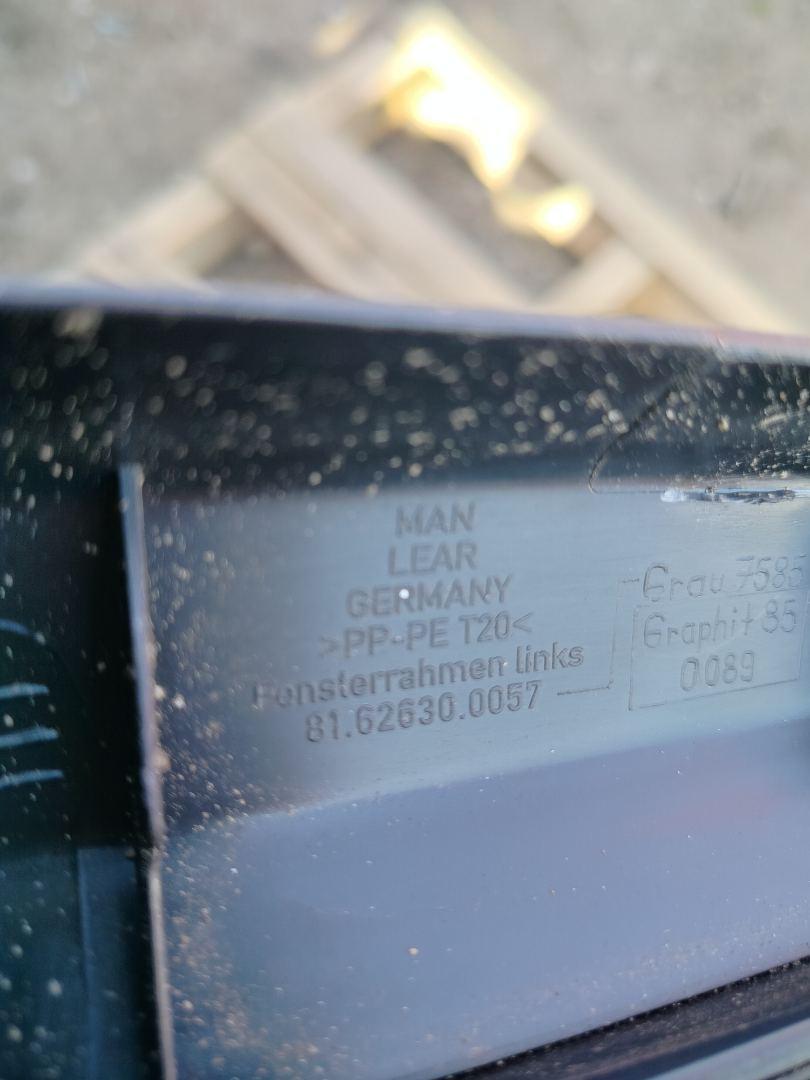 MAN
LEAR
GERMANY
>PP-PE T20<
Fensterrahmen links
81.62630.0057
Grau 7585
Graphit 85
0089